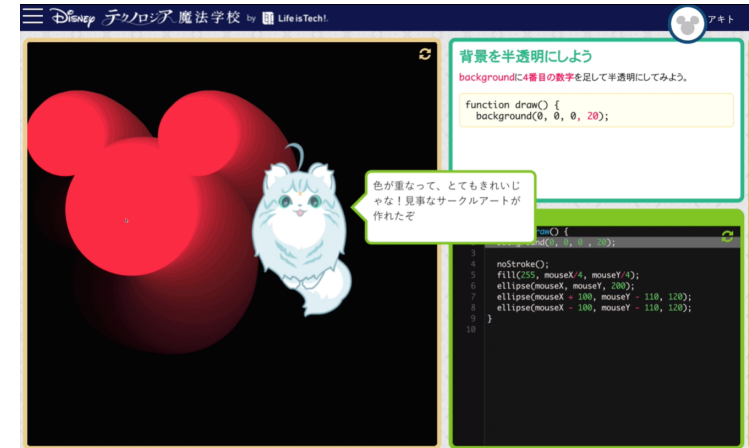 Disney テクノロジア魔法学校 by Life is Tech!
アキト
背景を半透明にしよう
backgroundに4番目の数字を足して半透明にしてみよう。
function draw() {
background(0, 0, 0, 20);
色が重なって、とてもきれいじ
ゃな！見事なサークルアートが
作れたぞ
draw() {
background(0, 0, 0 , 20);
3
4 noStroke();
5 fill(255, mouseX/4, mouseY/4);
6 ellipse(mouseX, mouseY, 200);
7 ellipse(mouseX + 100, mouseY - 110, 120);
8 ellipse(mouseX - 100, mouseY - 110, 120);
9 }
10